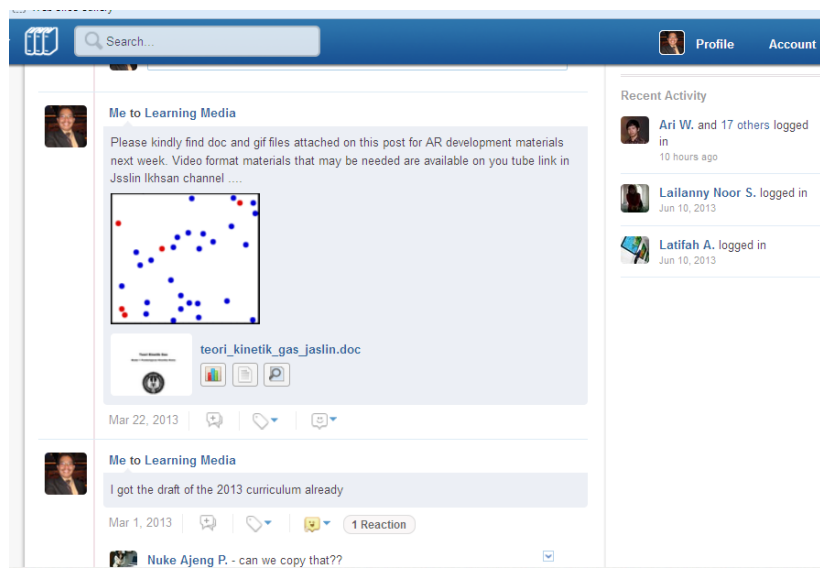 Search...
Profile
Account
Me to Learning Media
Please kindly find doc and gif files attached on this post for AR development materials
next week. Video format materials that may be needed are available on you tube link in
Jsslin Ikhsan channel ....
teori_kinetik_gas_jaslin.doc
Mar 22, 2013
Me to Learning Media
I got the draft of the 2013 curriculum already
Mar 1, 2013
1 Reaction
Nuke Ajeng P. - can we copy that??
Recent Activity
Ari W. and 17 others logged
in
10 hours ago
Lailanny Noor S. logged in
Jun 10, 2013
Latifah A. logged in
Jun 10, 2013